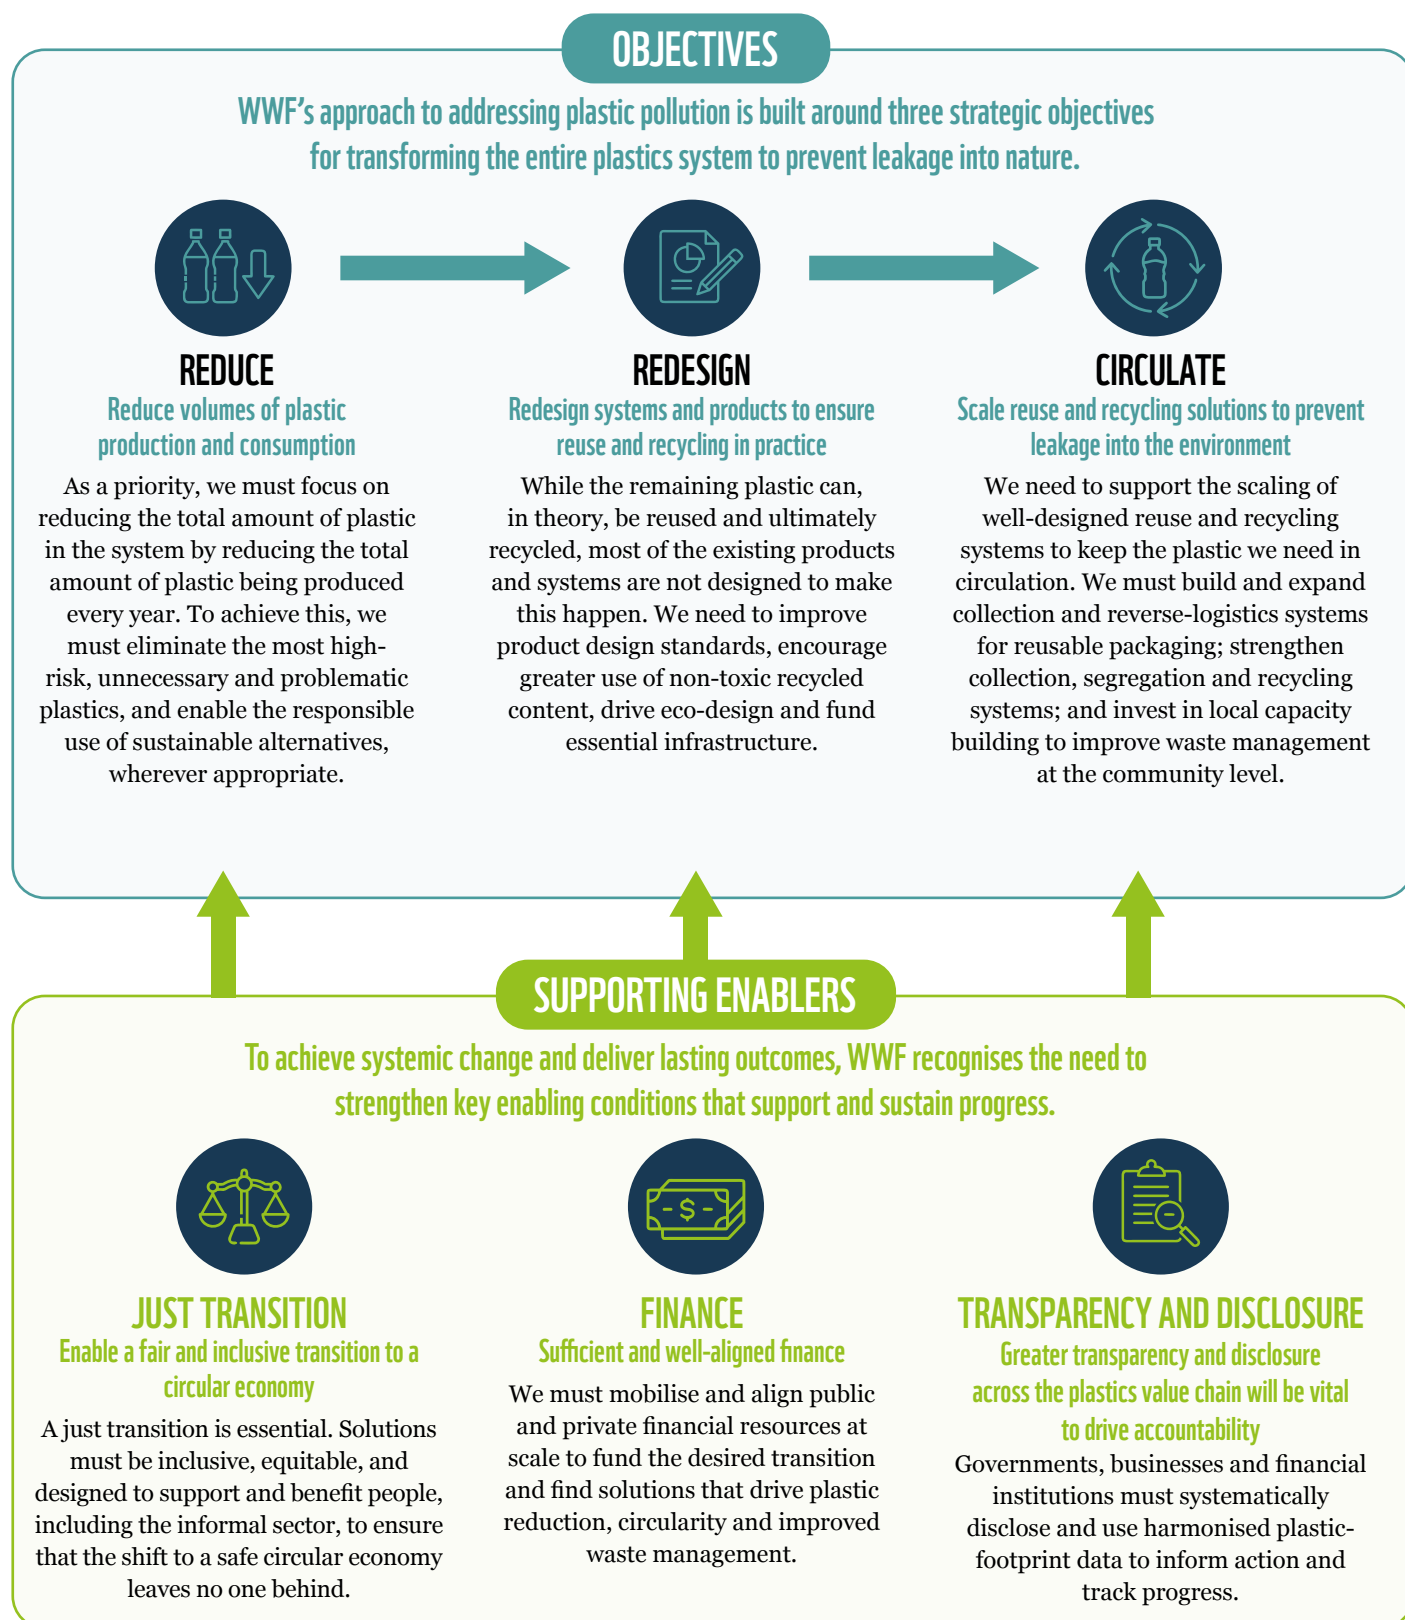 OBJECTIVES
WWF’s approach to addressing plastic pollution is built around three strategic objectives
for transforming the entire plastics system to prevent leakage into nature.
REDUCE
Reduce volumes of plastic
production and consumption
As a priority, we must focus on
reducing the total amount of plastic
in the system by reducing the total
amount of plastic being produced
every year. To achieve this, we
must eliminate the most high-
risk, unnecessary and problematic
plastics, and enable the responsible
use of sustainable alternatives,
wherever appropriate.
REDESIGN
Redesign systems and products to ensure
reuse and recycling in practice
While the remaining plastic can,
in theory, be reused and ultimately
recycled, most of the existing products
and systems are not designed to make
this happen. We need to improve
product design standards, encourage
greater use of non-toxic recycled
content, drive eco-design and fund
essential infrastructure.
CIRCULATE
Scale reuse and recycling solutions to prevent
leakage into the environment
We need to support the scaling of
well-designed reuse and recycling
systems to keep the plastic we need in
circulation. We must build and expand
collection and reverse-logistics systems
for reusable packaging; strengthen
collection, segregation and recycling
systems; and invest in local capacity
building to improve waste management
at the community level.
SUPPORTING ENABLERS
To achieve systemic change and deliver lasting outcomes, WWF recognises the need to
strengthen key enabling conditions that support and sustain progress.
JUST TRANSITION
Enable a fair and inclusive transition to a
circular economy
A just transition is essential. Solutions
must be inclusive, equitable, and
designed to support and benefit people,
including the informal sector, to ensure
that the shift to a safe circular economy
leaves no one behind.
$
FINANCE
Sufficient and well-aligned finance
We must mobilise and align public
and private financial resources at
scale to fund the desired transition
and find solutions that drive plastic
reduction, circularity and improved
waste management.
TRANSPARENCY AND DISCLOSURE
Greater transparency and disclosure
across the plastics value chain will be vital
to drive accountability
Governments, businesses and financial
institutions must systematically
disclose and use harmonised plastic-
footprint data to inform action and
track progress.